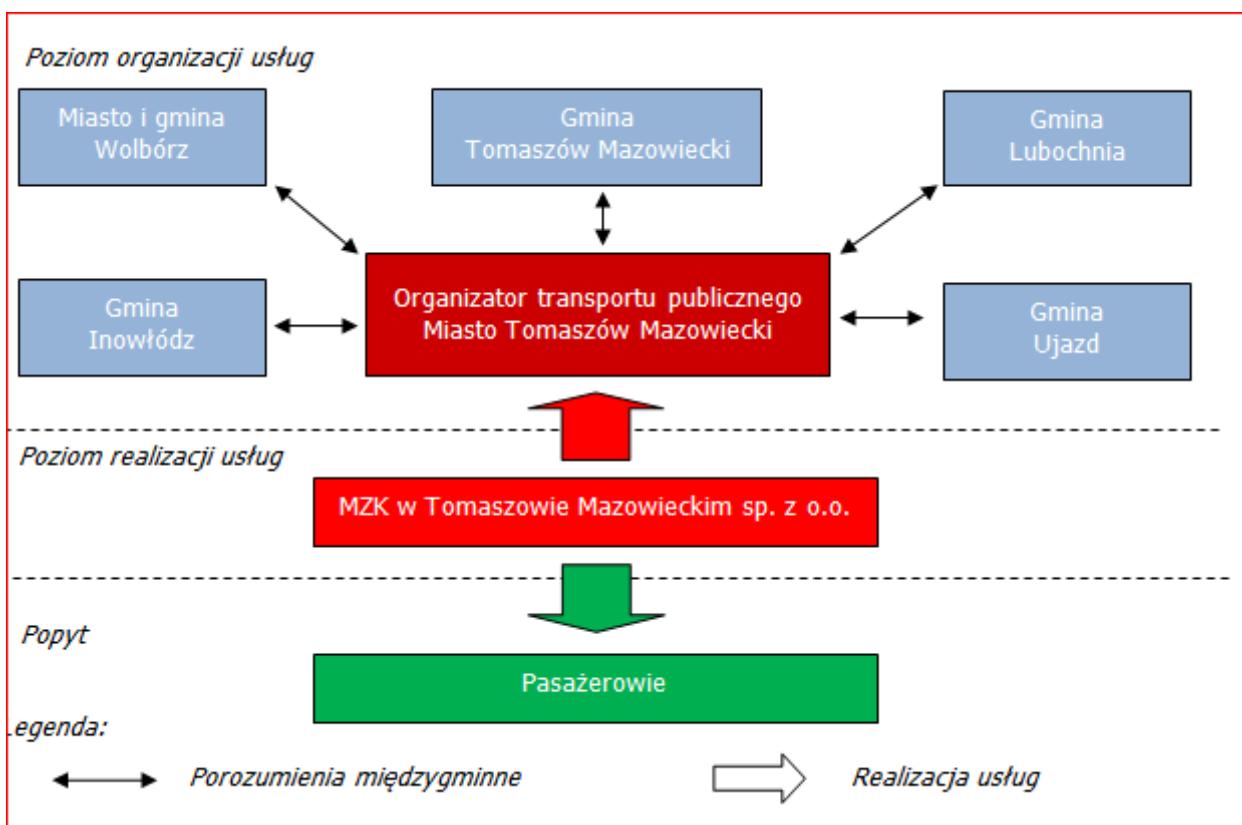 Poziom organizacji usług
Miasto i gmina
Wolbórz
Gmina
Tomaszów Mazowiecki
Gmina
Lubochnia
Gmina
Inowłódz
Organizator transportu publicznego
Miasto Tomaszów Mazowiecki
Gmina
Ujazd
Poziom realizacji usług
MZK w Tomaszowie Mazowieckim sp. z o.o.
Popyt
Pasażerowie
Legenda:
Porozumienia międzygminne
Realizacja usług